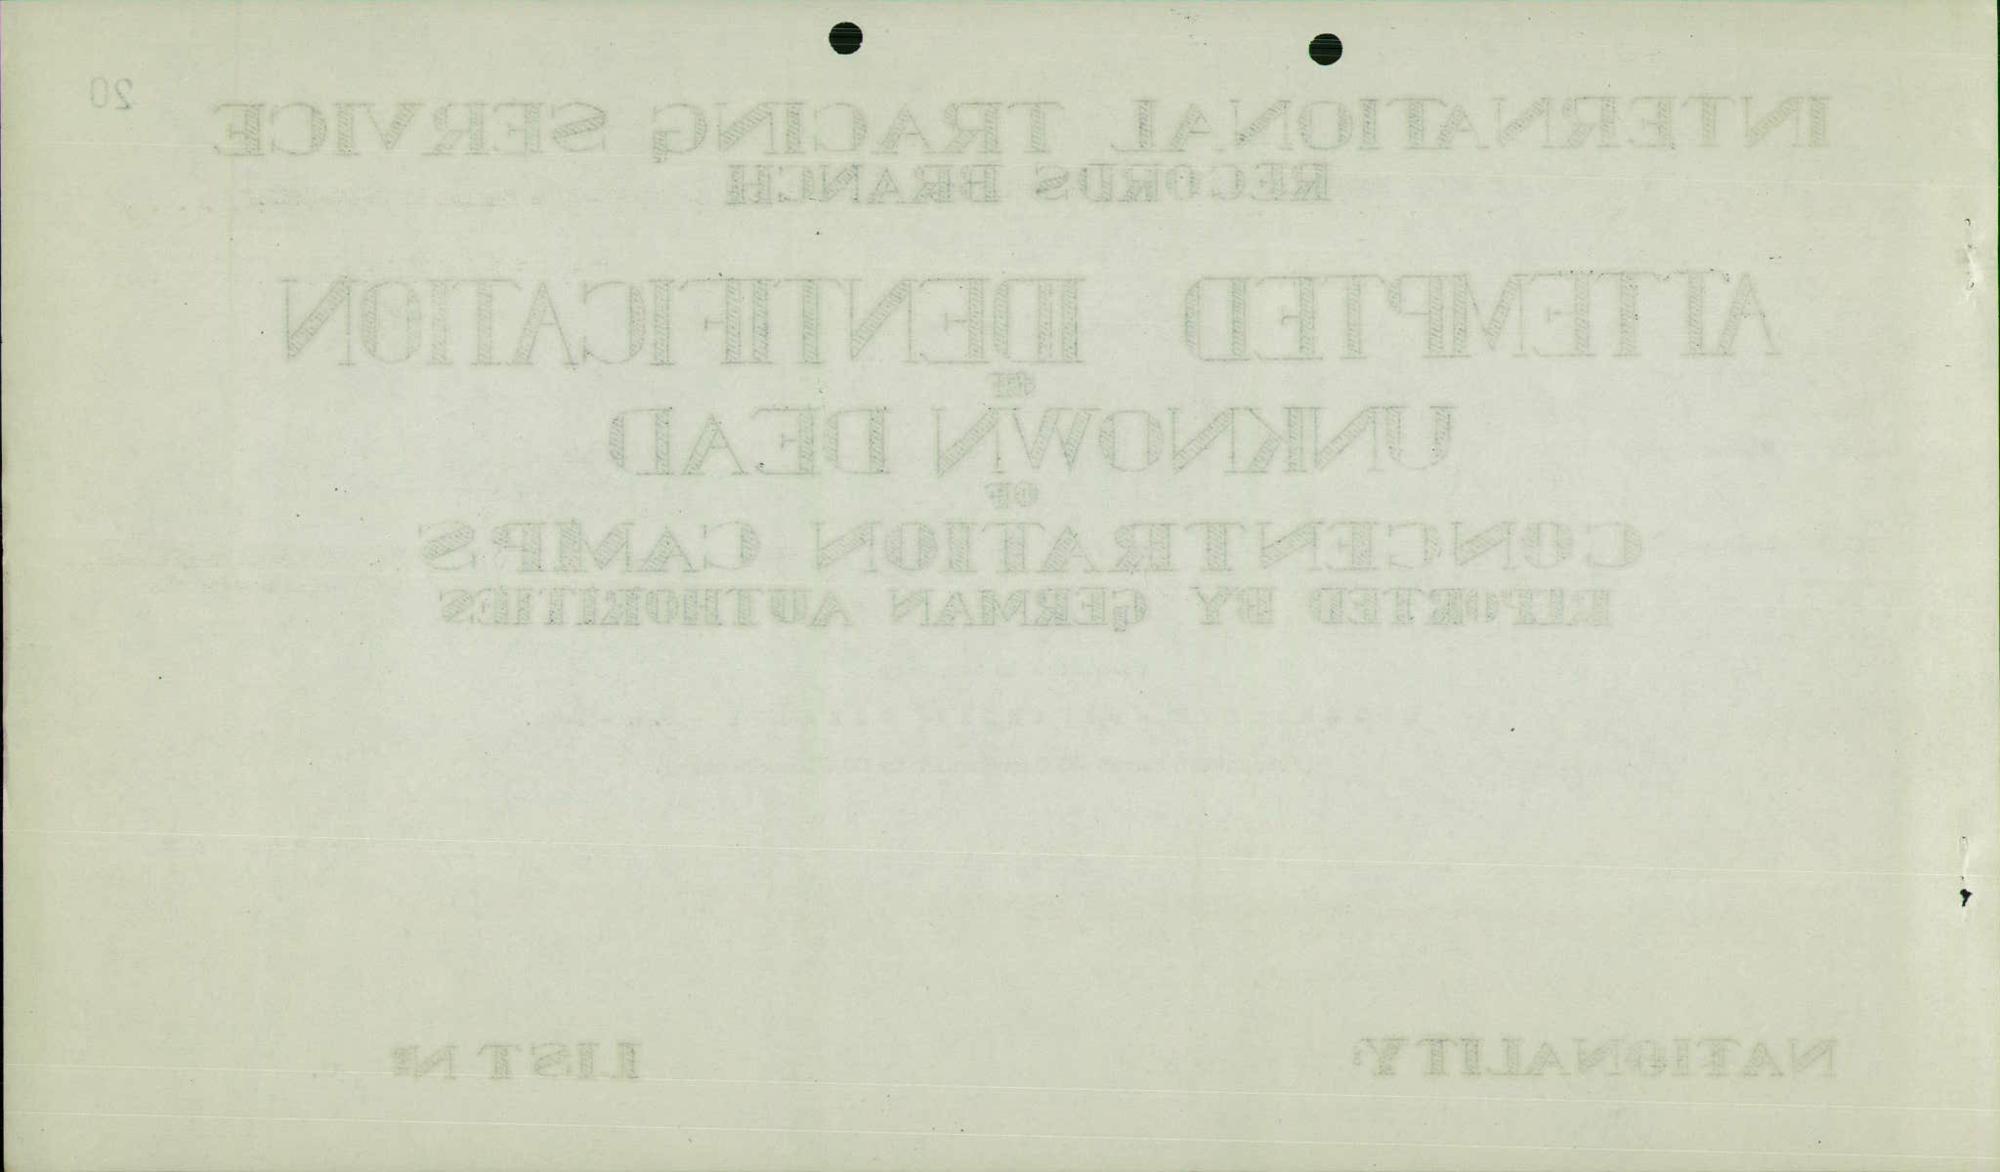 20
INTERNATIONAL TRACING SERVICE
RECORDS BRANCH
ATTEMPTED IDENTIFICATION
OF
UNKNOWN DEAD
OF
CONCENTRATION CAMPS
REPORTED BY GERMAN AUTHORITIES
NATIONALITY:
LIST №